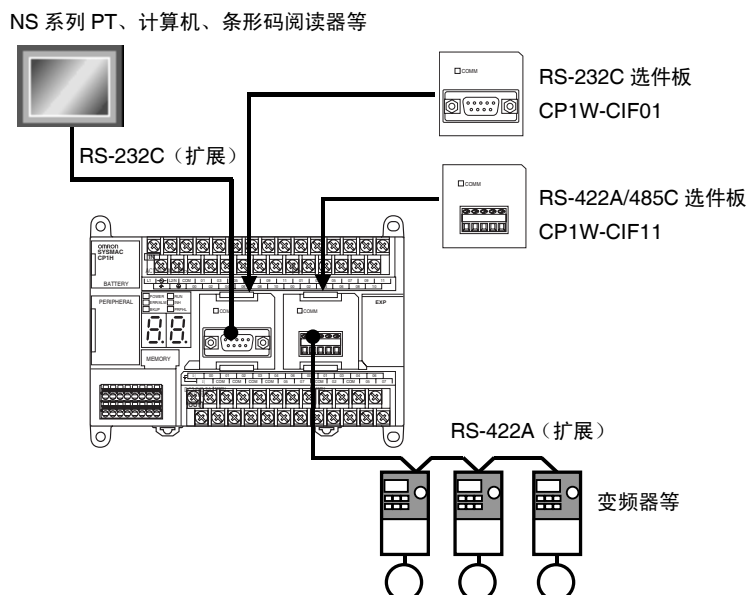 NS 系列 PT、计算机、条形码阅读器等
COMM
RS-232C 选件板
CP1W-CIF01
RS-232C（扩展）
COMM
RS-422A/485C 选件板
CP1W-CIF11
OMRON
SYSMAC
CP1H
BATTERY
PERIPHERAL
POWER
RUN
ERR/ALM
INH
BKUP
PRPHL
COMM
COMM
EXP
MEMORY
RS-422A（扩展）
变频器等